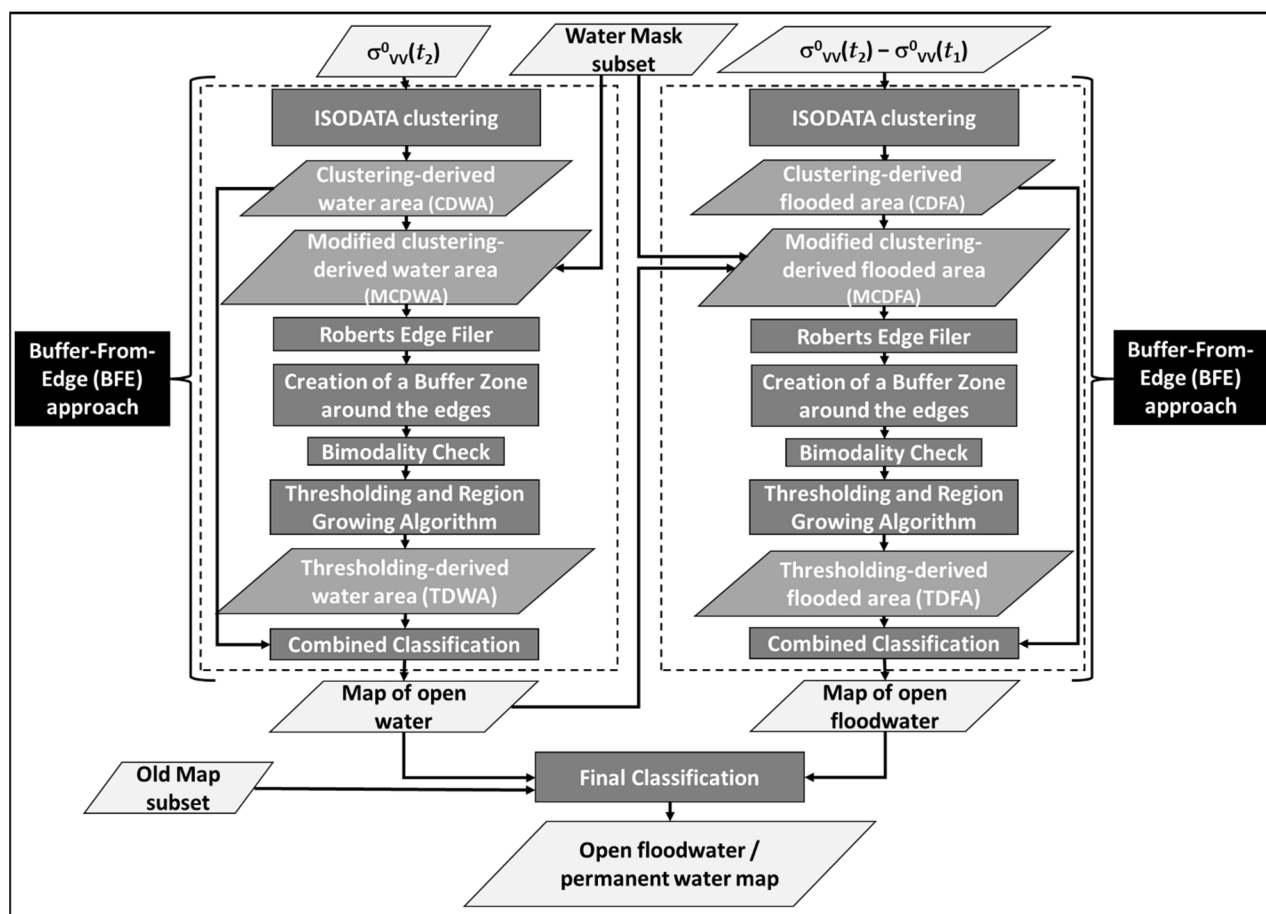 σ⁰VV(t₂)
Water Mask
subset
σ⁰VV(t₂) – σ⁰VV(t₁)
ISODATA clustering
Clustering-derived
water area (CDWA)
Modified clustering-
derived water area
(MCDWA)
Roberts Edge Filer
Creation of a Buffer Zone
around the edges
Bimodality Check
Thresholding and Region
Growing Algorithm
Thresholding-derived
water area (TDWA)
Combined Classification
Map of open
water
Buffer-From-
Edge (BFE)
approach
ISODATA clustering
Clustering-derived
flooded area (CDFA)
Modified clustering-
derived flooded area
(MCDFA)
Roberts Edge Filer
Creation of a Buffer Zone
around the edges
Bimodality Check
Thresholding and Region
Growing Algorithm
Thresholding-derived
flooded area (TDFA)
Combined Classification
Map of open
floodwater
Buffer-From-
Edge (BFE)
approach
Old Map
subset
Final Classification
Open floodwater /
permanent water map